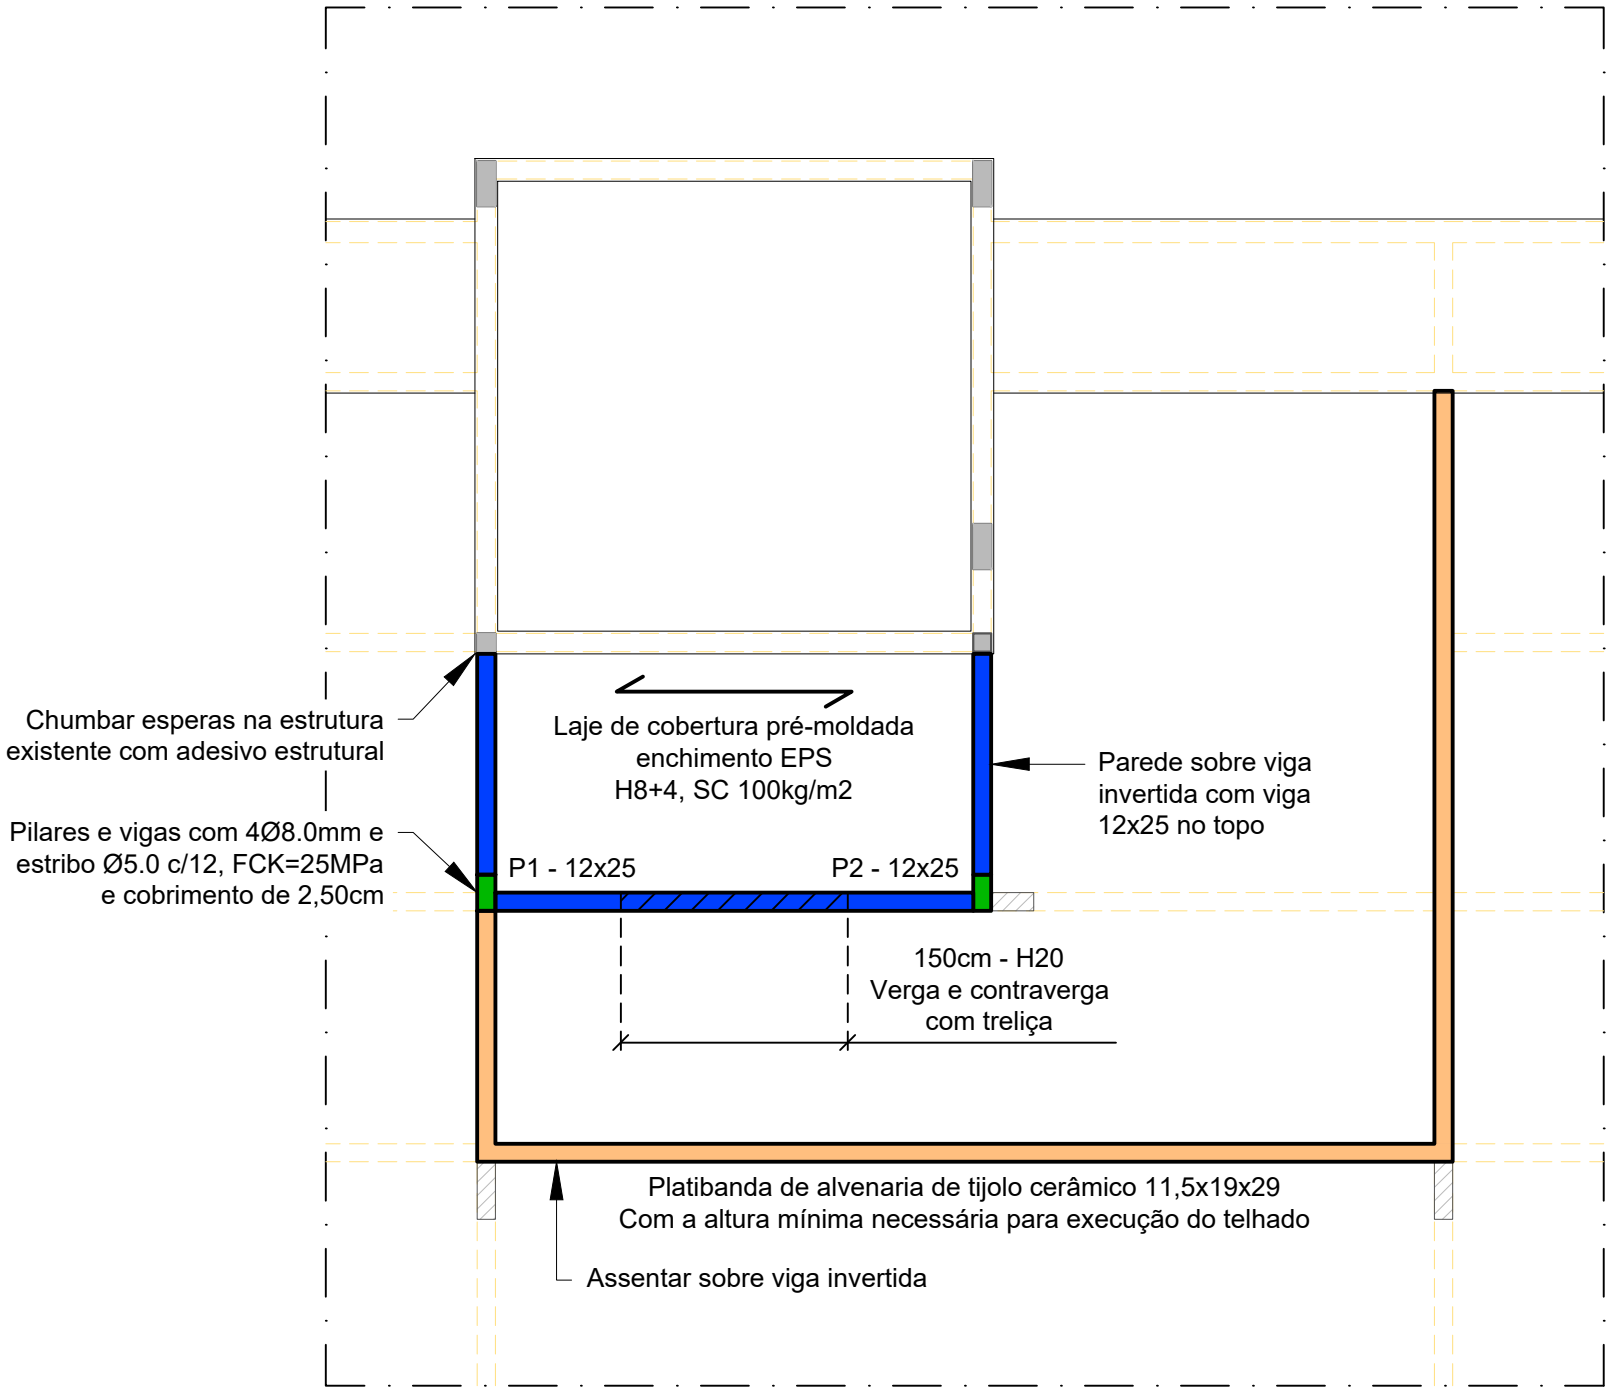 Chumbar esperas na estrutura
existente com adesivo estrutural
Laje de cobertura pré-moldada
enchimento EPS
H8+4, SC 100kg/m2
Parede sobre viga
invertida com viga
12x25 no topo
Pilares e vigas com 4Ø8.0mm e
estribo Ø5.0 c/12, FCK=25MPa
e cobrimento de 2,50cm
P1 - 12x25
P2 - 12x25
150cm - H20
Verga e contraverga
com treliça
Platibanda de alvenaria de tijolo cerâmico 11,5x19x29
Com a altura mínima necessária para execução do telhado
Assentar sobre viga invertida